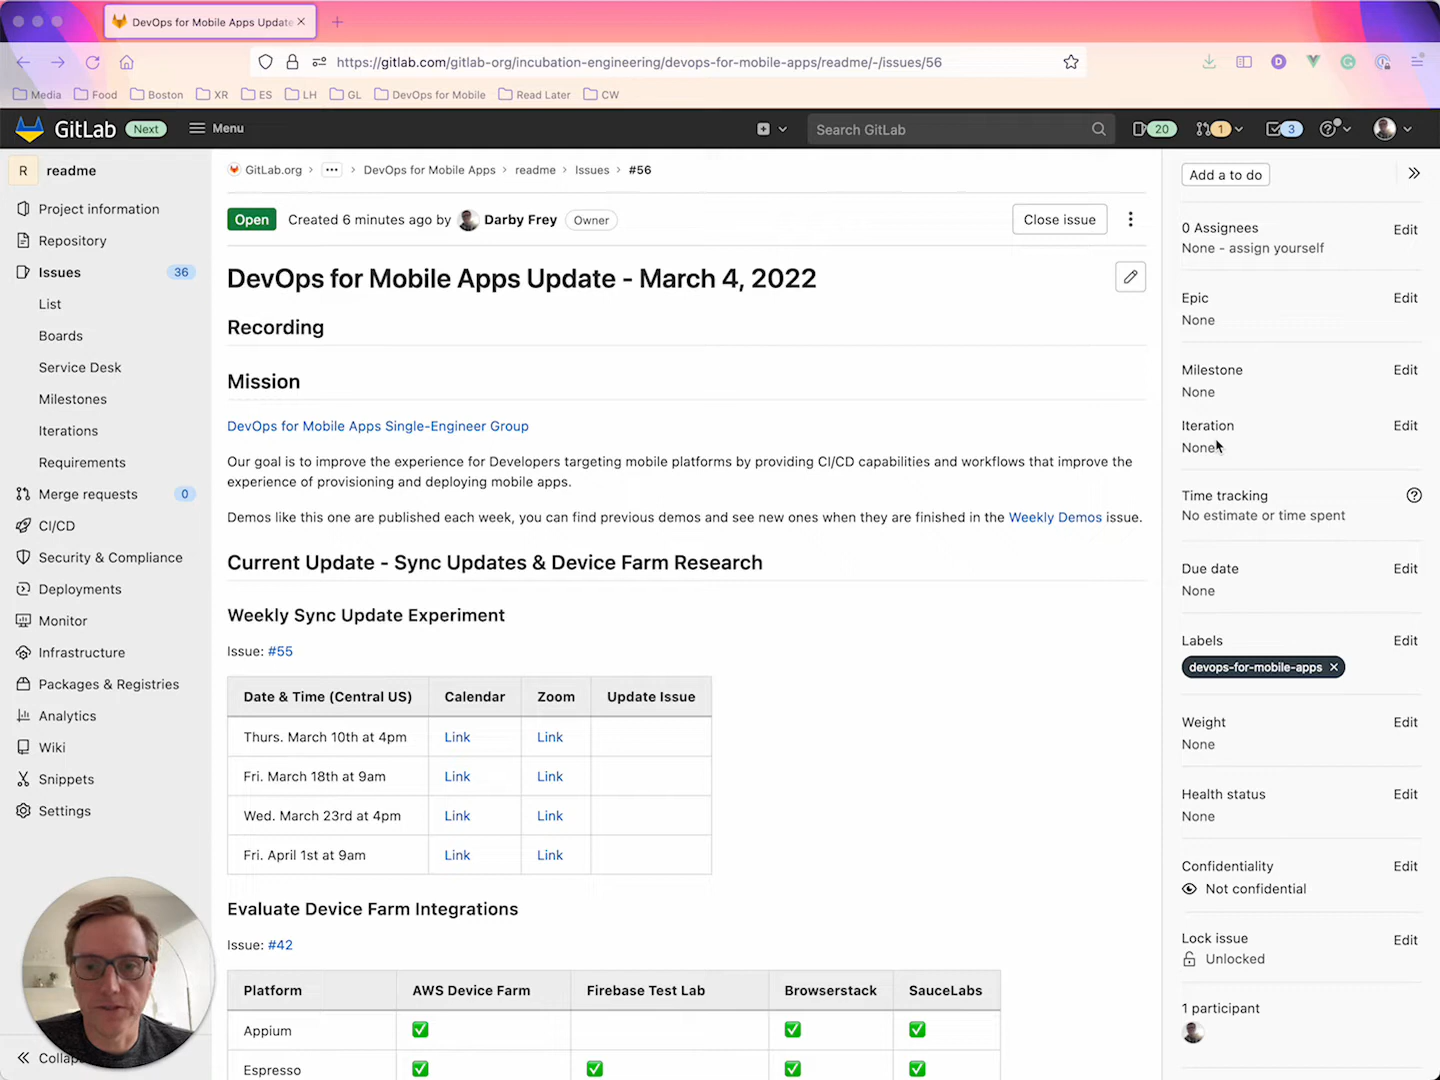 DevOps for Mobile Apps Update
https://gitlab.com/gitlab-org/incubation-engineering/devops-for-mobile-apps/readme/-/issues/56
D
Media Food Boston XR ES LH GL DevOps for Mobile Read Later CW
GitLab Next Menu Search GitLab 20 1 3
R readme
Project information
Repository
Issues 36
List
Boards
Service Desk
Milestones
Iterations
Requirements
Merge requests 0
CI/CD
Security & Compliance
Deployments
Monitor
Infrastructure
Packages & Registries
Analytics
Wiki
Snippets
Settings
GitLab.org > ... > DevOps for Mobile Apps > readme > Issues > #56
Open Created 6 minutes ago by Darby Frey Owner Close issue
DevOps for Mobile Apps Update - March 4, 2022
Recording
Mission
DevOps for Mobile Apps Single-Engineer Group
Our goal is to improve the experience for Developers targeting mobile platforms by providing CI/CD capabilities and workflows that improve the
experience of provisioning and deploying mobile apps.
Demos like this one are published each week, you can find previous demos and see new ones when they are finished in the Weekly Demos issue.
Current Update - Sync Updates & Device Farm Research
Weekly Sync Update Experiment
Issue: #55
Date & Time (Central US) Calendar Zoom Update Issue
Thurs. March 10th at 4pm Link Link
Fri. March 18th at 9am Link Link
Wed. March 23rd at 4pm Link Link
Fri. April 1st at 9am Link Link
Evaluate Device Farm Integrations
Issue: #42
Platform AWS Device Farm Firebase Test Lab Browserstack SauceLabs
Appium ✅ ✅ ✅
Espresso ✅ ✅ ✅ ✅
Add a to do
0 Assignees Edit
None - assign yourself
Epic Edit
None
Milestone Edit
None
Iteration Edit
None
Time tracking
No estimate or time spent
Due date Edit
None
Labels Edit
devops-for-mobile-apps
Weight Edit
None
Health status Edit
None
Confidentiality Edit
Not confidential
Lock issue Edit
Unlocked
1 participant